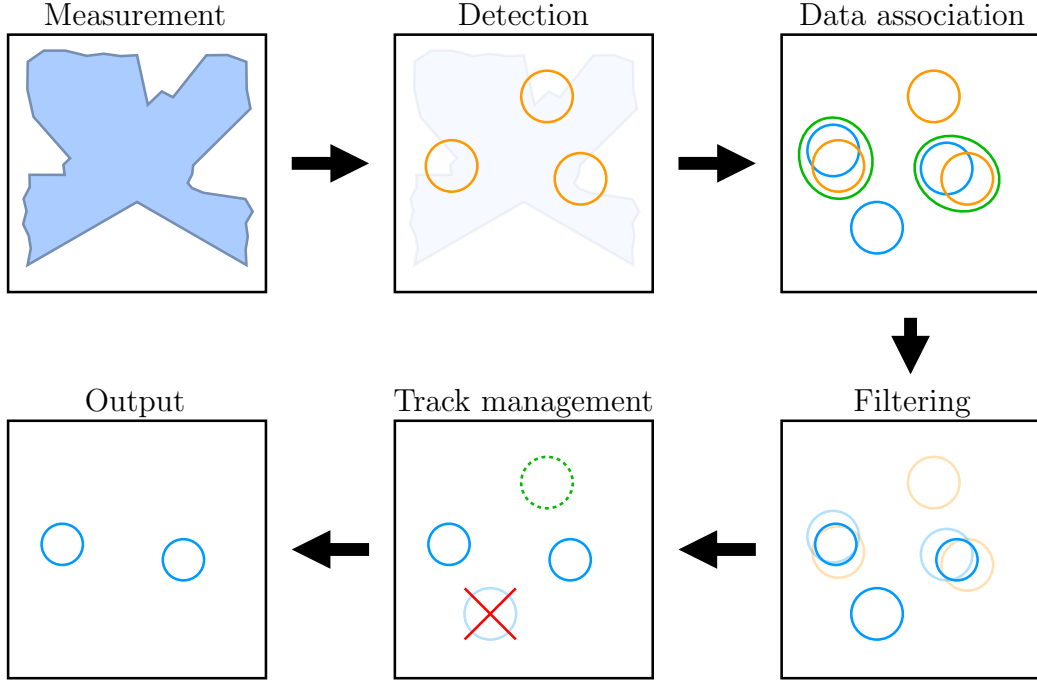 Measurement
Detection
Data association
Output
Track management
Filtering